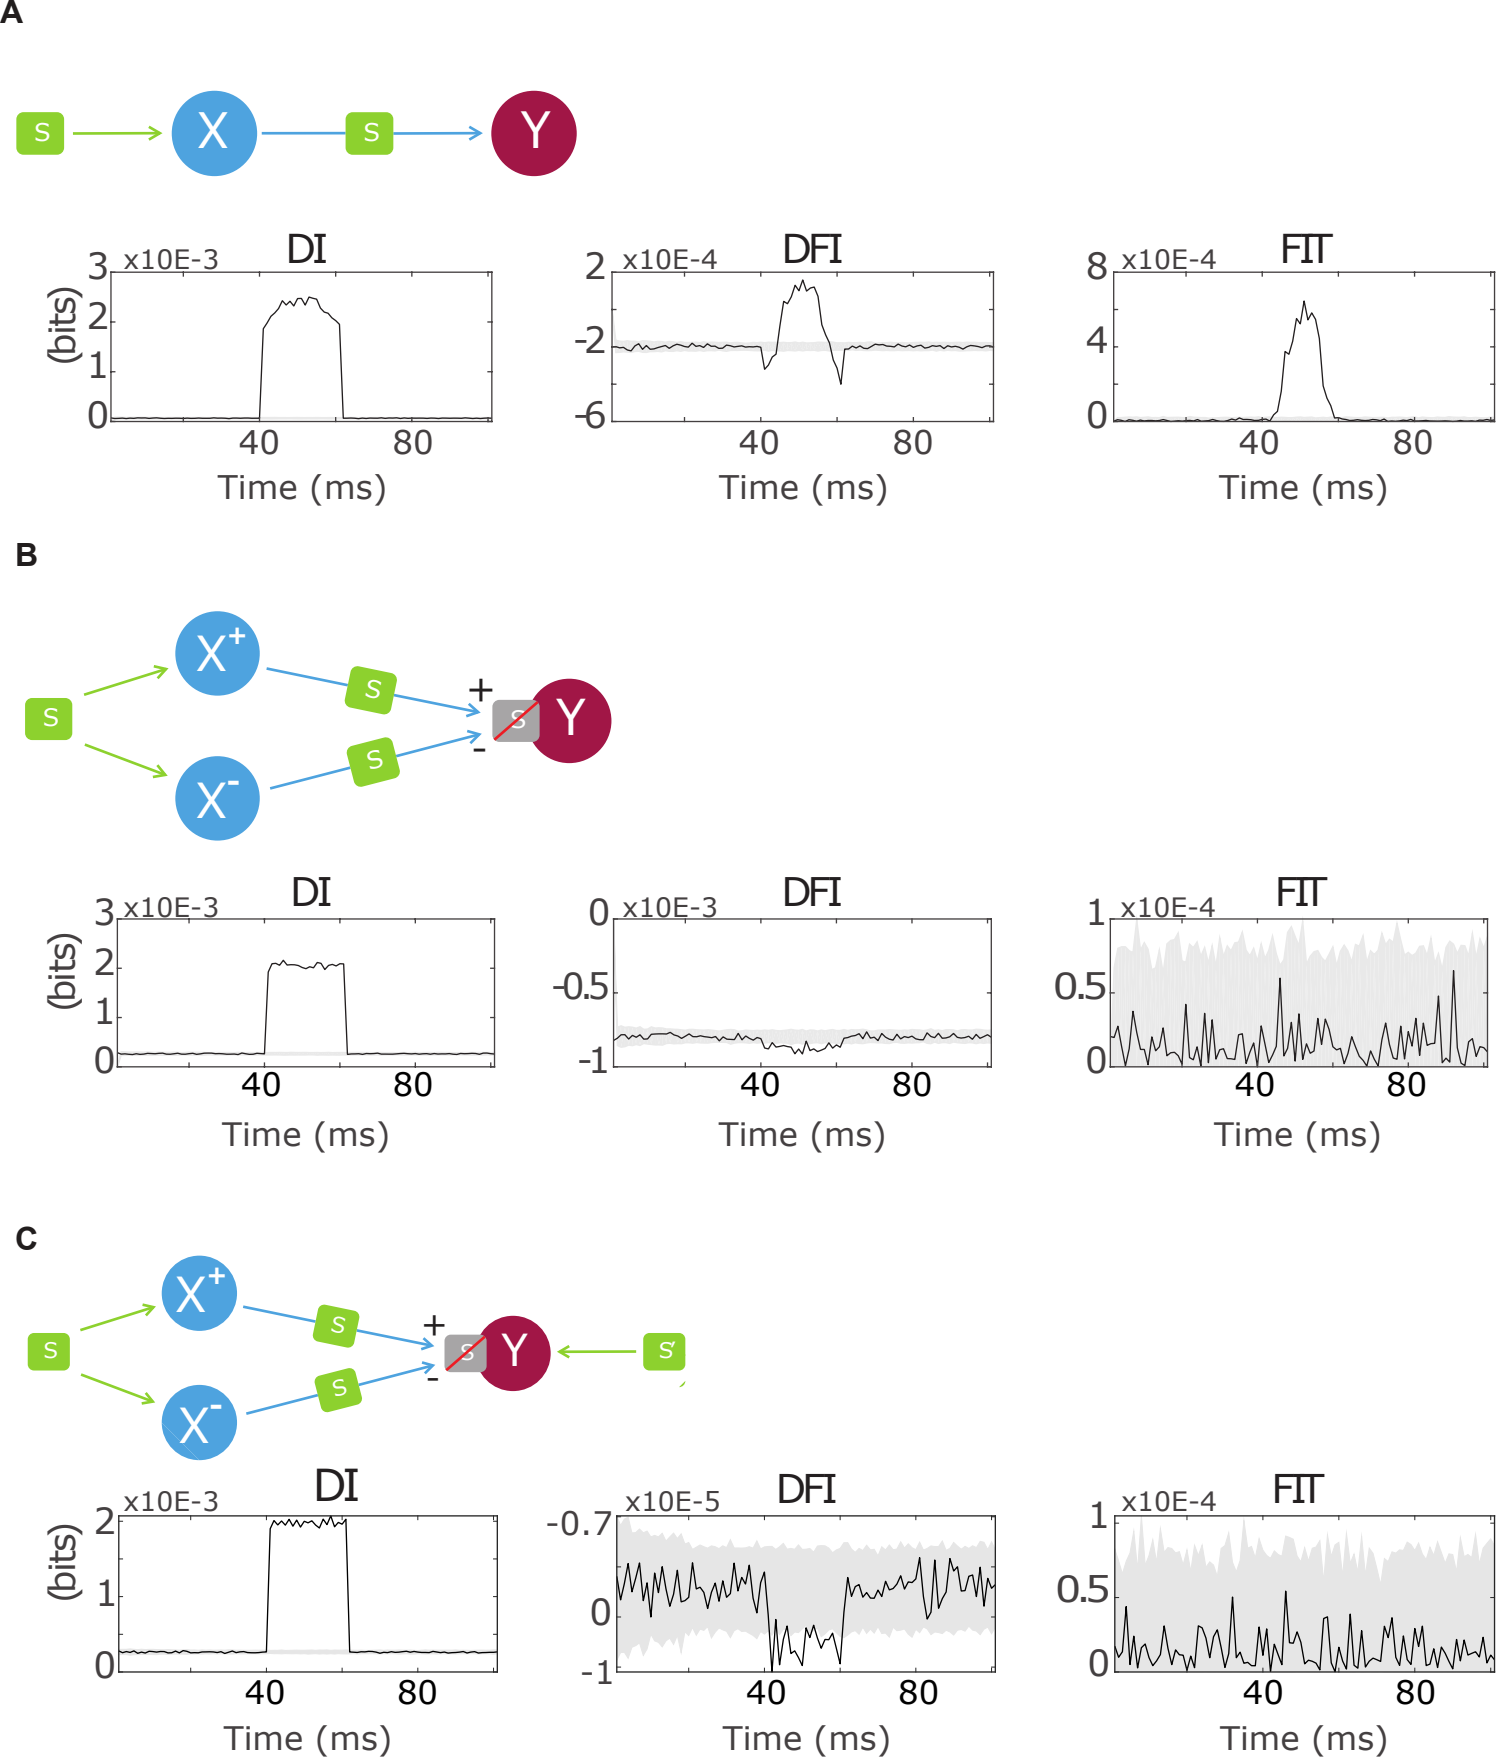 A
S X S Y
DI DFI FIT
3 x10E-3 2 x10E-4 8 x10E-4
(bits)
2 -2 4
1
0 -6 0
40 80 40 80 40 80
Time (ms) Time (ms) Time (ms)
B
X+
S
+
S S Y
-
S
X-
DI DFI FIT
3 x10E-3 0 x10E-3 1 x10E-4
(bits)
2
1 -0.5 0.5
0 -1 0
40 80 40 80 40 80
Time (ms) Time (ms) Time (ms)
C
X+
S
+
S S Y S'
-
S
X-
DI DFI FIT
2 x10E-3 -0.7 x10E-5 1 x10E-4
(bits)
1 0 0.5
0 -1 0
40 80 40 80 40 80
Time (ms) Time (ms) Time (ms)